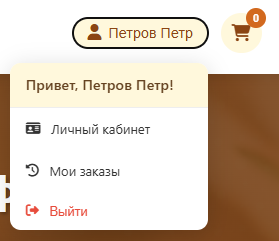 Петров Петр
0
Привет, Петров Петр!
Личный кабинет
Мои заказы
Выйти